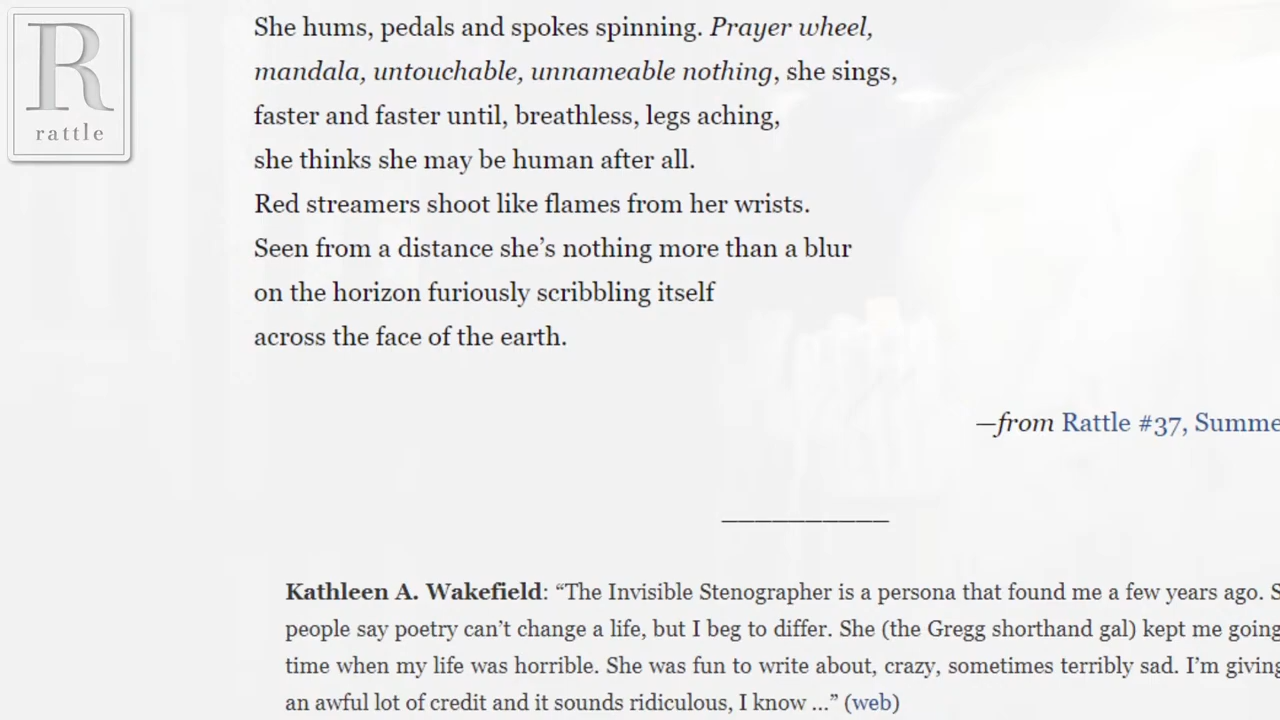 R
rattle
She hums, pedals and spokes spinning. Prayer wheel,
mandala, untouchable, unnameable nothing, she sings,
faster and faster until, breathless, legs aching,
she thinks she may be human after all.
Red streamers shoot like flames from her wrists.
Seen from a distance she’s nothing more than a blur
on the horizon furiously scribbling itself
across the face of the earth.
—from Rattle #37, Summe
__________
Kathleen A. Wakefield: “The Invisible Stenographer is a persona that found me a few years ago. S
people say poetry can’t change a life, but I beg to differ. She (the Gregg shorthand gal) kept me going
time when my life was horrible. She was fun to write about, crazy, sometimes terribly sad. I’m giving
an awful lot of credit and it sounds ridiculous, I know ...” (web)